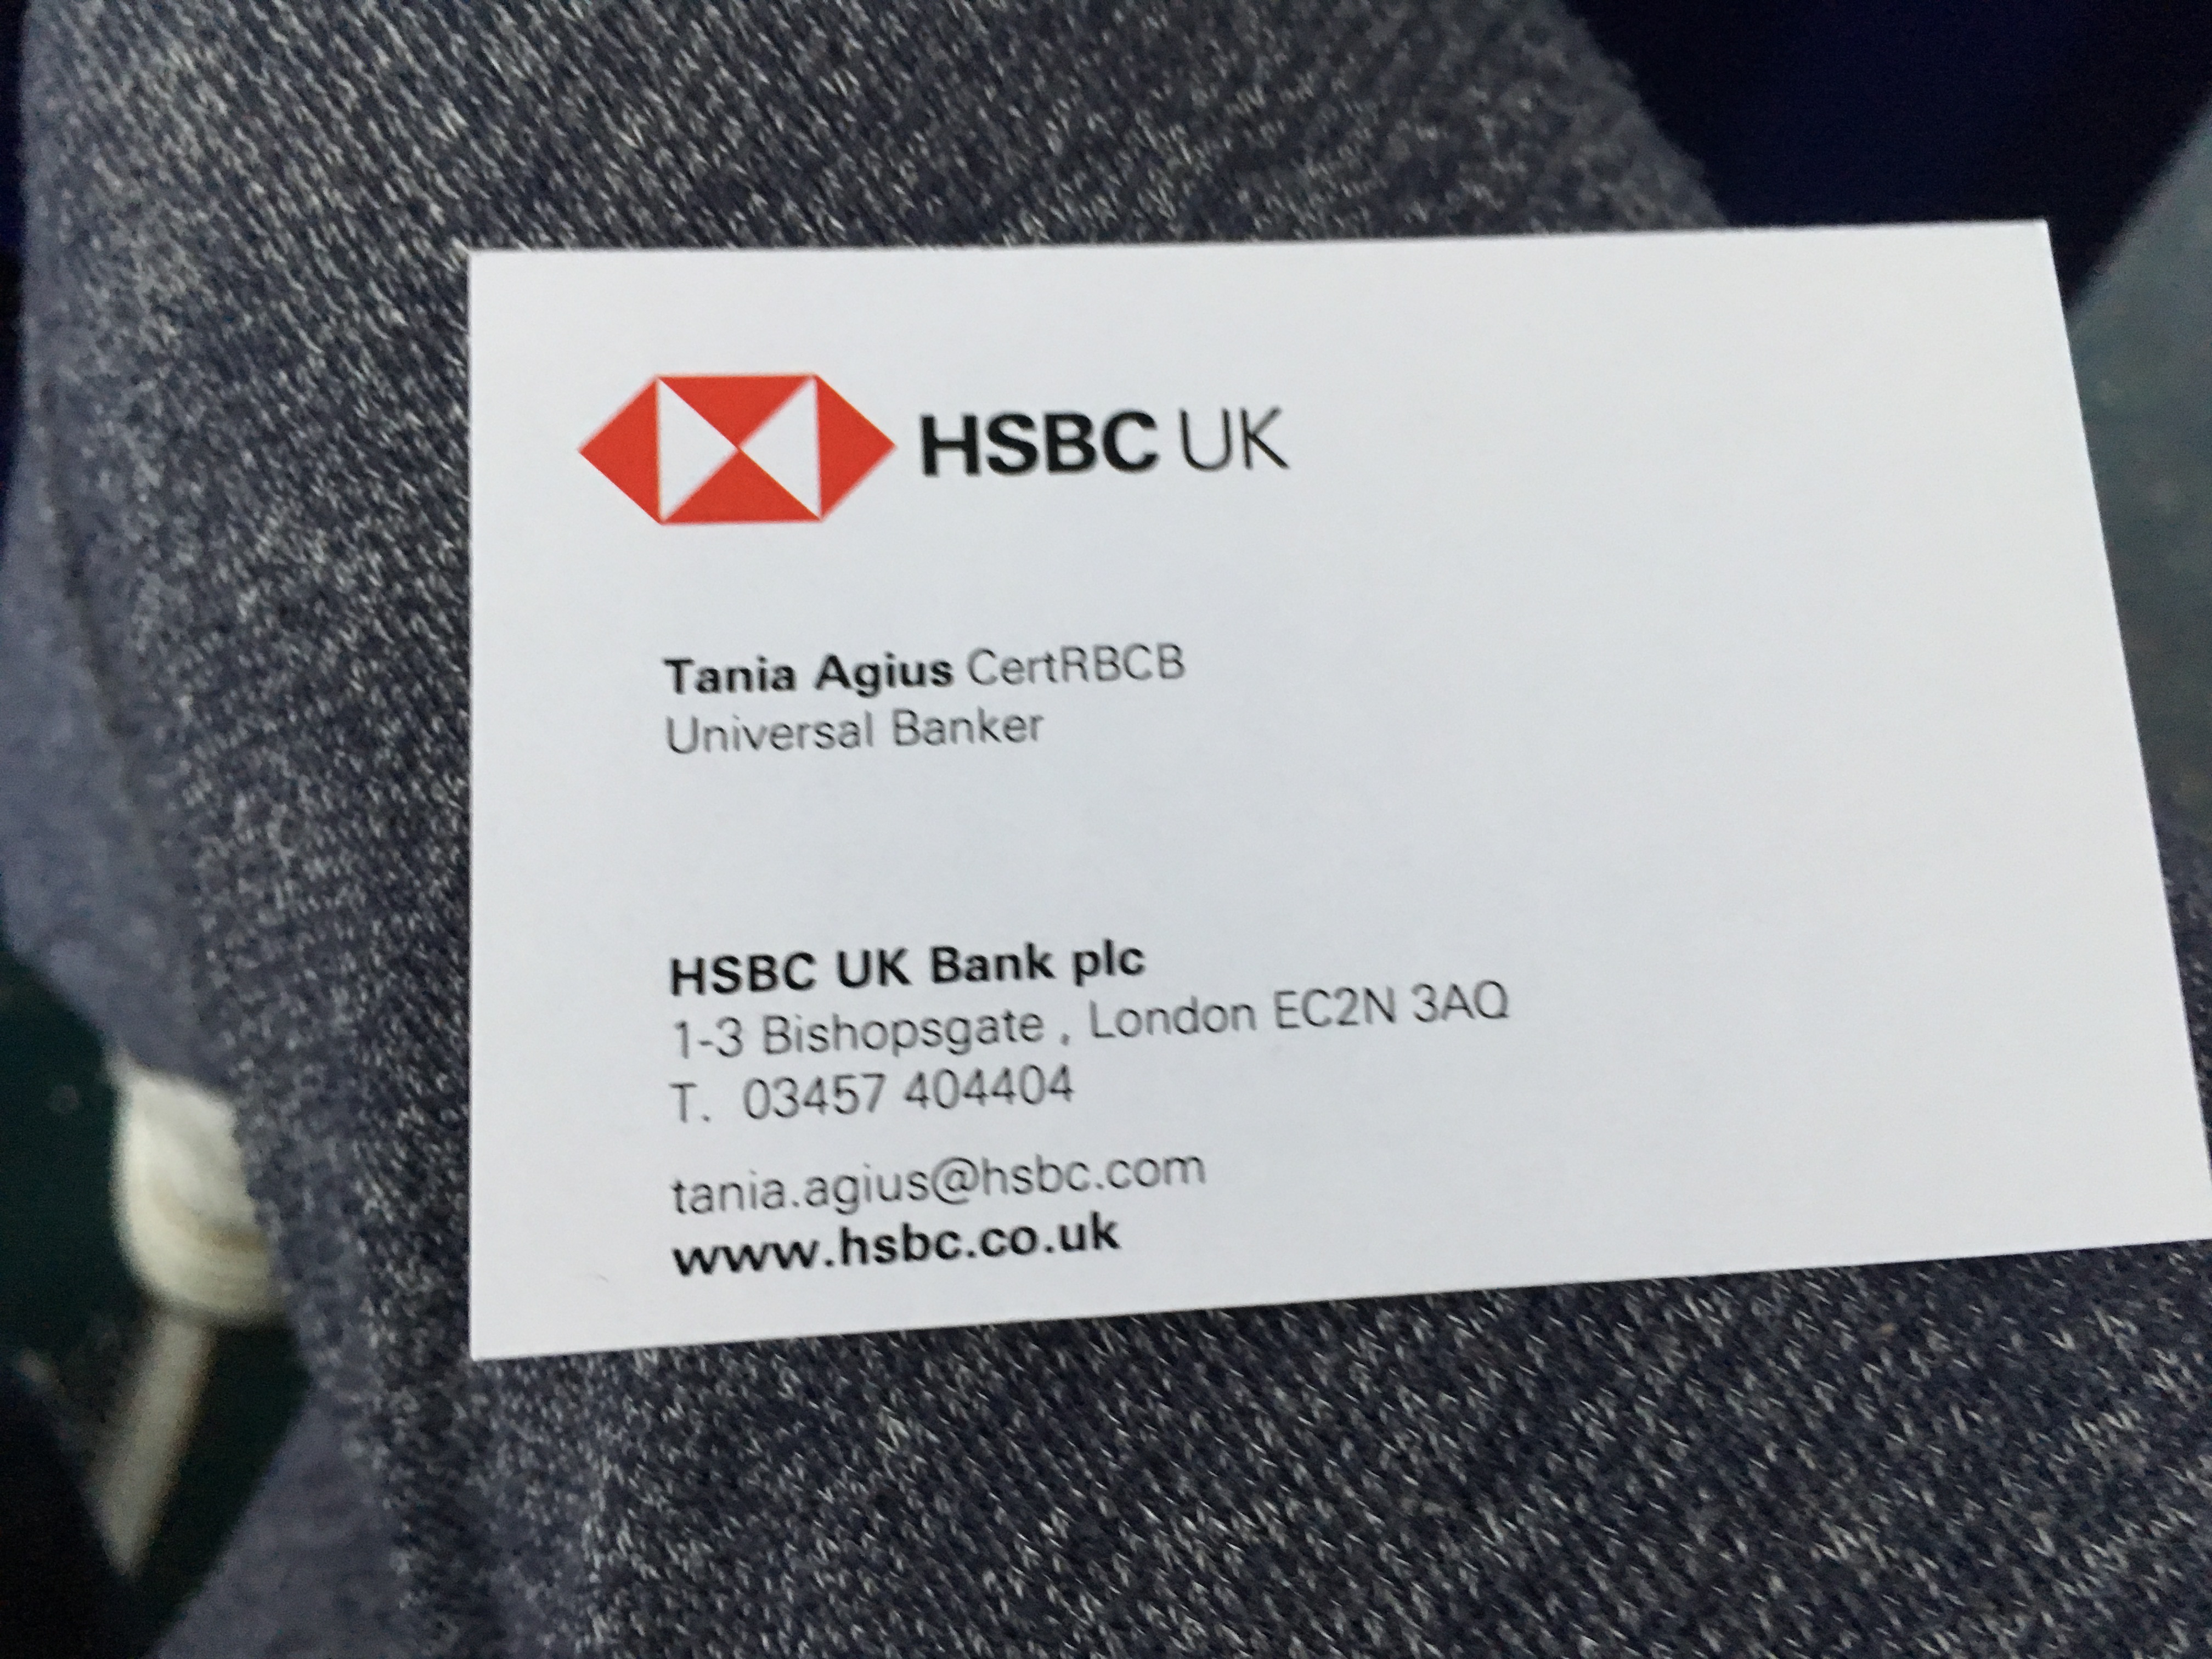 HSBC UK
Tania Agius CertRBCB
Universal Banker
HSBC UK Bank plc
1-3 Bishopsgate , London EC2N 3AQ
T. 03457 404404
tania.agius@hsbc.com
www.hsbc.co.uk